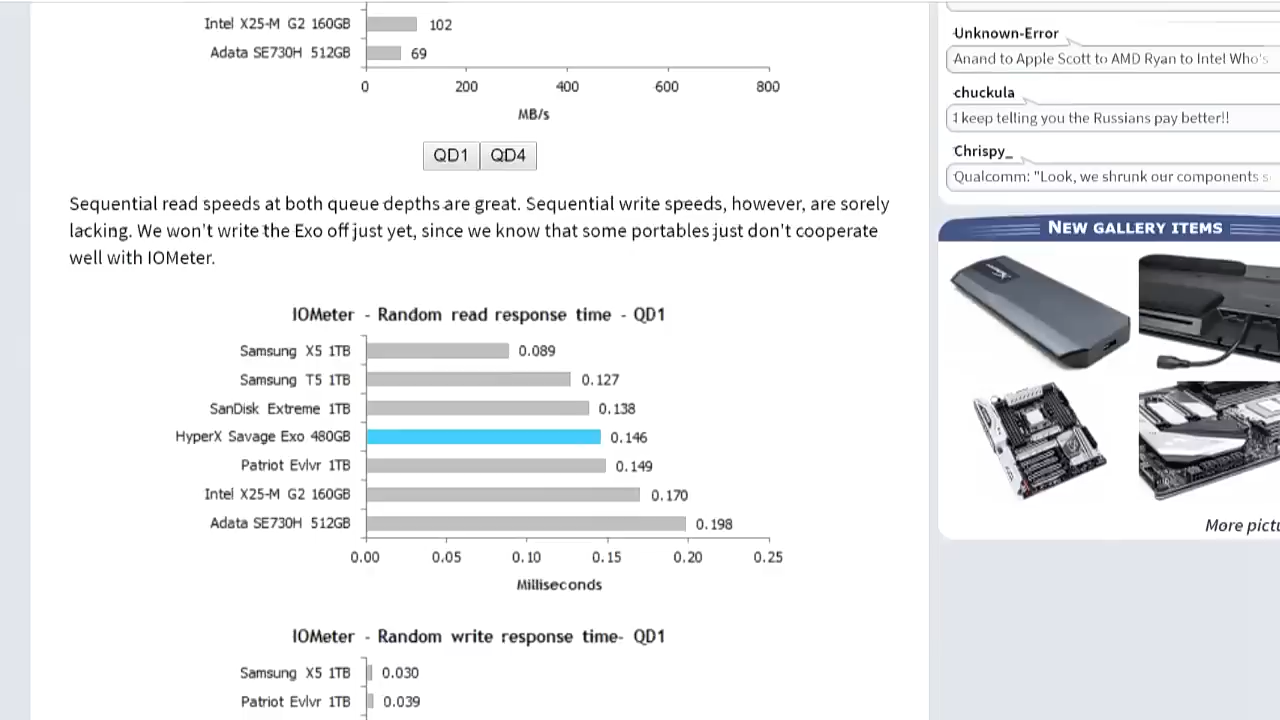 Intel X25-M G2 160GB 102
Adata SE730H 512GB 69
0 200 400 600 800
MB/s
QD1 QD4
Sequential read speeds at both queue depths are great. Sequential write speeds, however, are sorely
lacking. We won't write the Exo off just yet, since we know that some portables just don't cooperate
well with IOMeter.
IOMeter - Random read response time - QD1
Samsung X5 1TB 0.089
Samsung T5 1TB 0.127
SanDisk Extreme 1TB 0.138
HyperX Savage Exo 480GB 0.146
Patriot Evlvr 1TB 0.149
Intel X25-M G2 160GB 0.170
Adata SE730H 512GB 0.198
0.00 0.05 0.10 0.15 0.20 0.25
Milliseconds
IOMeter - Random write response time- QD1
Samsung X5 1TB 0.030
Patriot Evlvr 1TB 0.039
Unknown-Error
Anand to Apple Scott to AMD Ryan to Intel Who's
chuckula
I keep telling you the Russians pay better!!
Chrispy_
Qualcomm: "Look, we shrunk our components
NEW GALLERY ITEMS
More